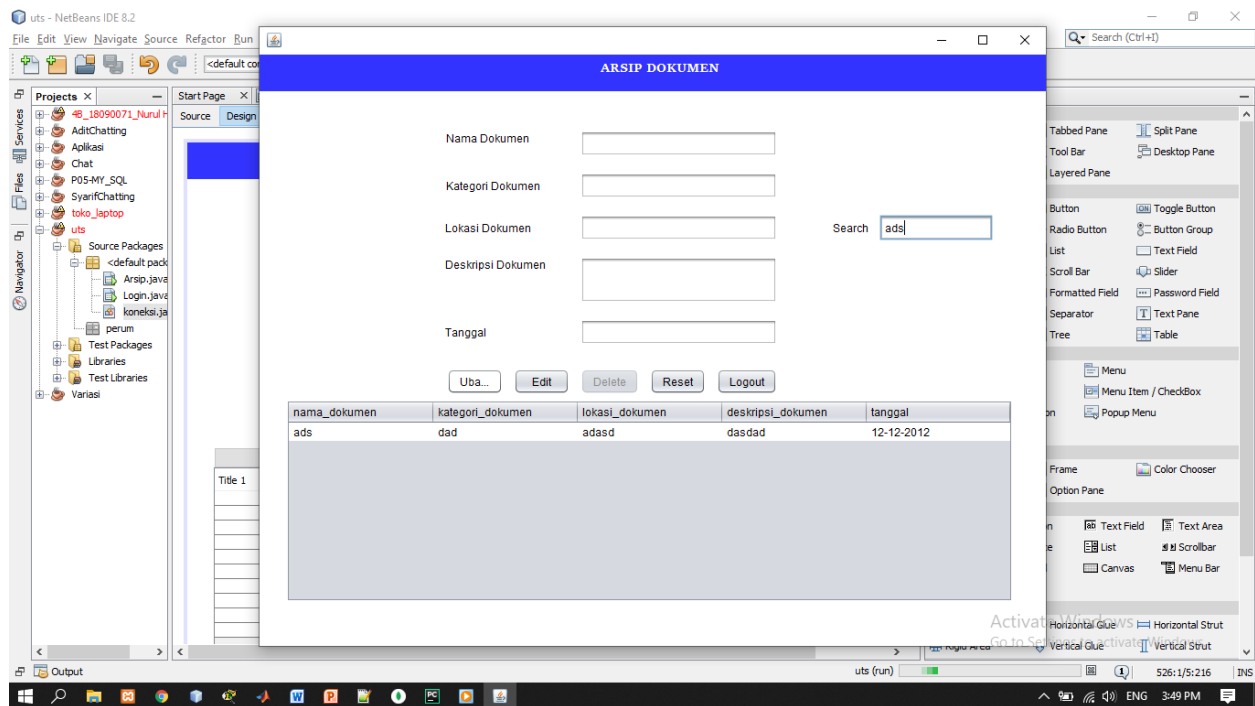 uts - NetBeans IDE 8.2
File Edit View Navigate Source Refactor Run
Search (Ctrl+I)
<default co
ARSIP DOKUMEN
Projects
Start Page
Source Design
Services
Files
Navigator
4B_18090071_Nurul H
AditChatting
Aplikasi
Chat
P05-MY_SQL
SyarifChatting
toko_laptop
uts
Source Packages
<default pack
Arsip.java
Login.java
koneksi.ja
perum
Test Packages
Libraries
Test Libraries
Variasi
Title 1
Nama Dokumen
Kategori Dokumen
Lokasi Dokumen
Search ads
Deskripsi Dokumen
Tanggal
Uba... Edit Delete Reset Logout
nama_dokumen kategori_dokumen lokasi_dokumen deskripsi_dokumen tanggal
ads dad adasd dasdad 12-12-2012
Tabbed Pane Split Pane
Tool Bar Desktop Pane
Layered Pane
Button Toggle Button
Radio Button Button Group
List Text Field
Scroll Bar Slider
Formatted Field Password Field
Separator Text Pane
Tree Table
Menu
Menu Item / CheckBox
Popup Menu
Frame Color Chooser
Option Pane
Text Field Text Area
List Scrollbar
Canvas Menu Bar
Horizontal Glue Horizontal Strut
Vertical Glue Vertical Strut
Activate Windows
Go to Settings to activate Windows.
Output
uts (run)
1
526:1/5:216 INS
ENG 3:49 PM